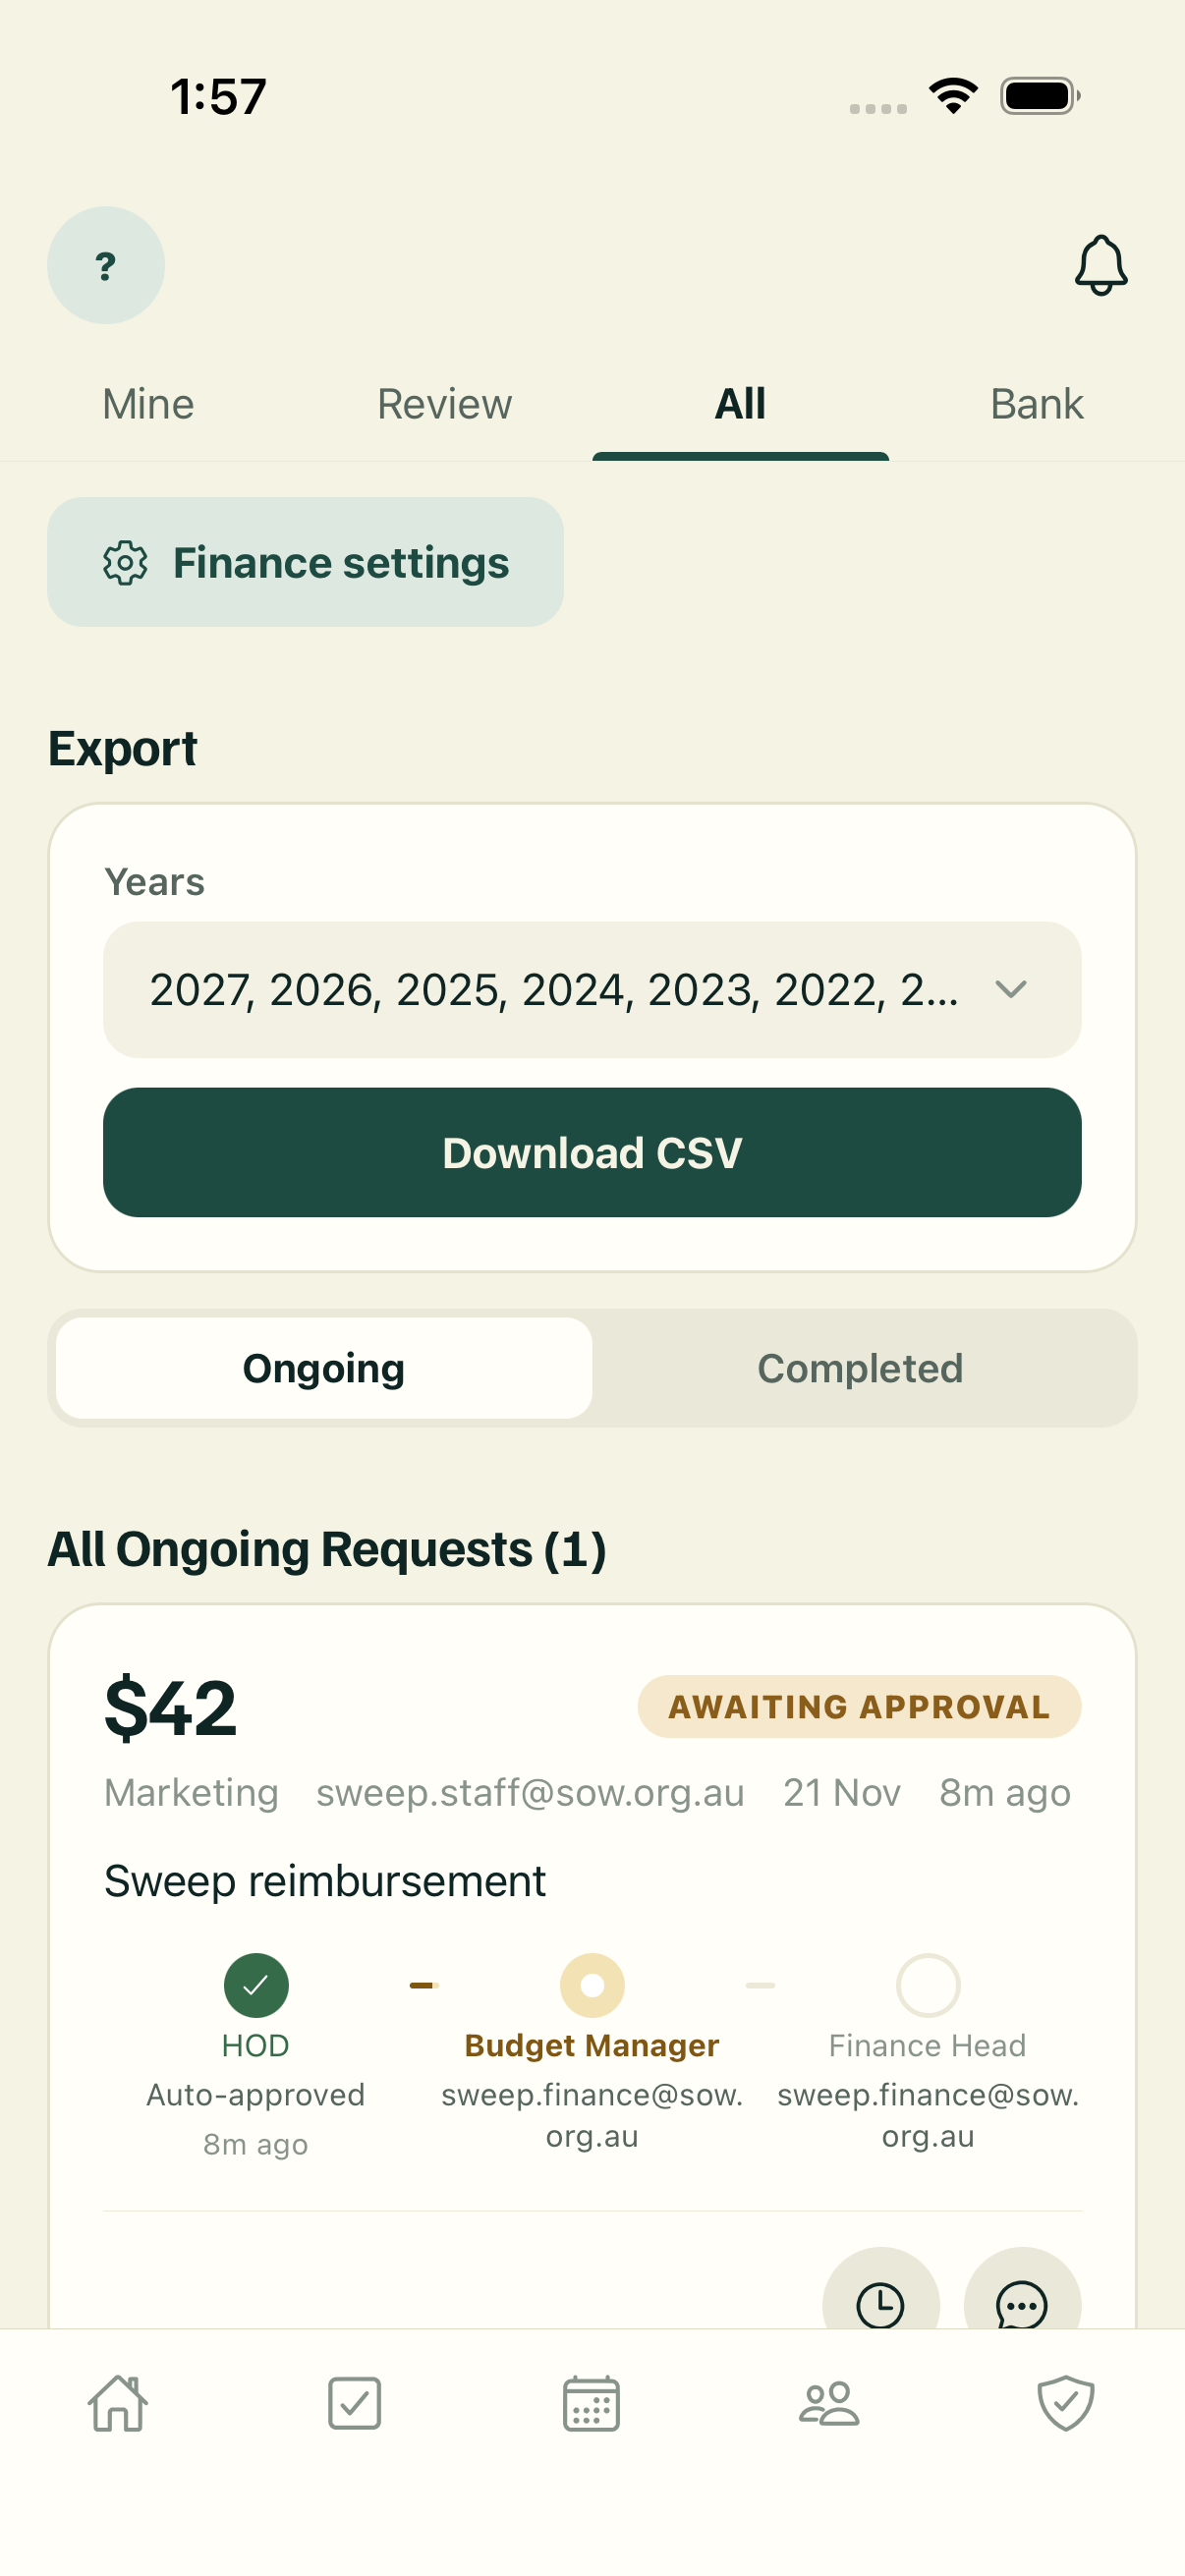 1:57
?
Mine Review All Bank
Finance settings
Export
Years
2027, 2026, 2025, 2024, 2023, 2022, 2...
Download CSV
Ongoing Completed
All Ongoing Requests (1)
$42 AWAITING APPROVAL
Marketing sweep.staff@sow.org.au 21 Nov 8m ago
Sweep reimbursement
HOD Budget Manager Finance Head
Auto-approved sweep.finance@sow. sweep.finance@sow.
8m ago org.au org.au